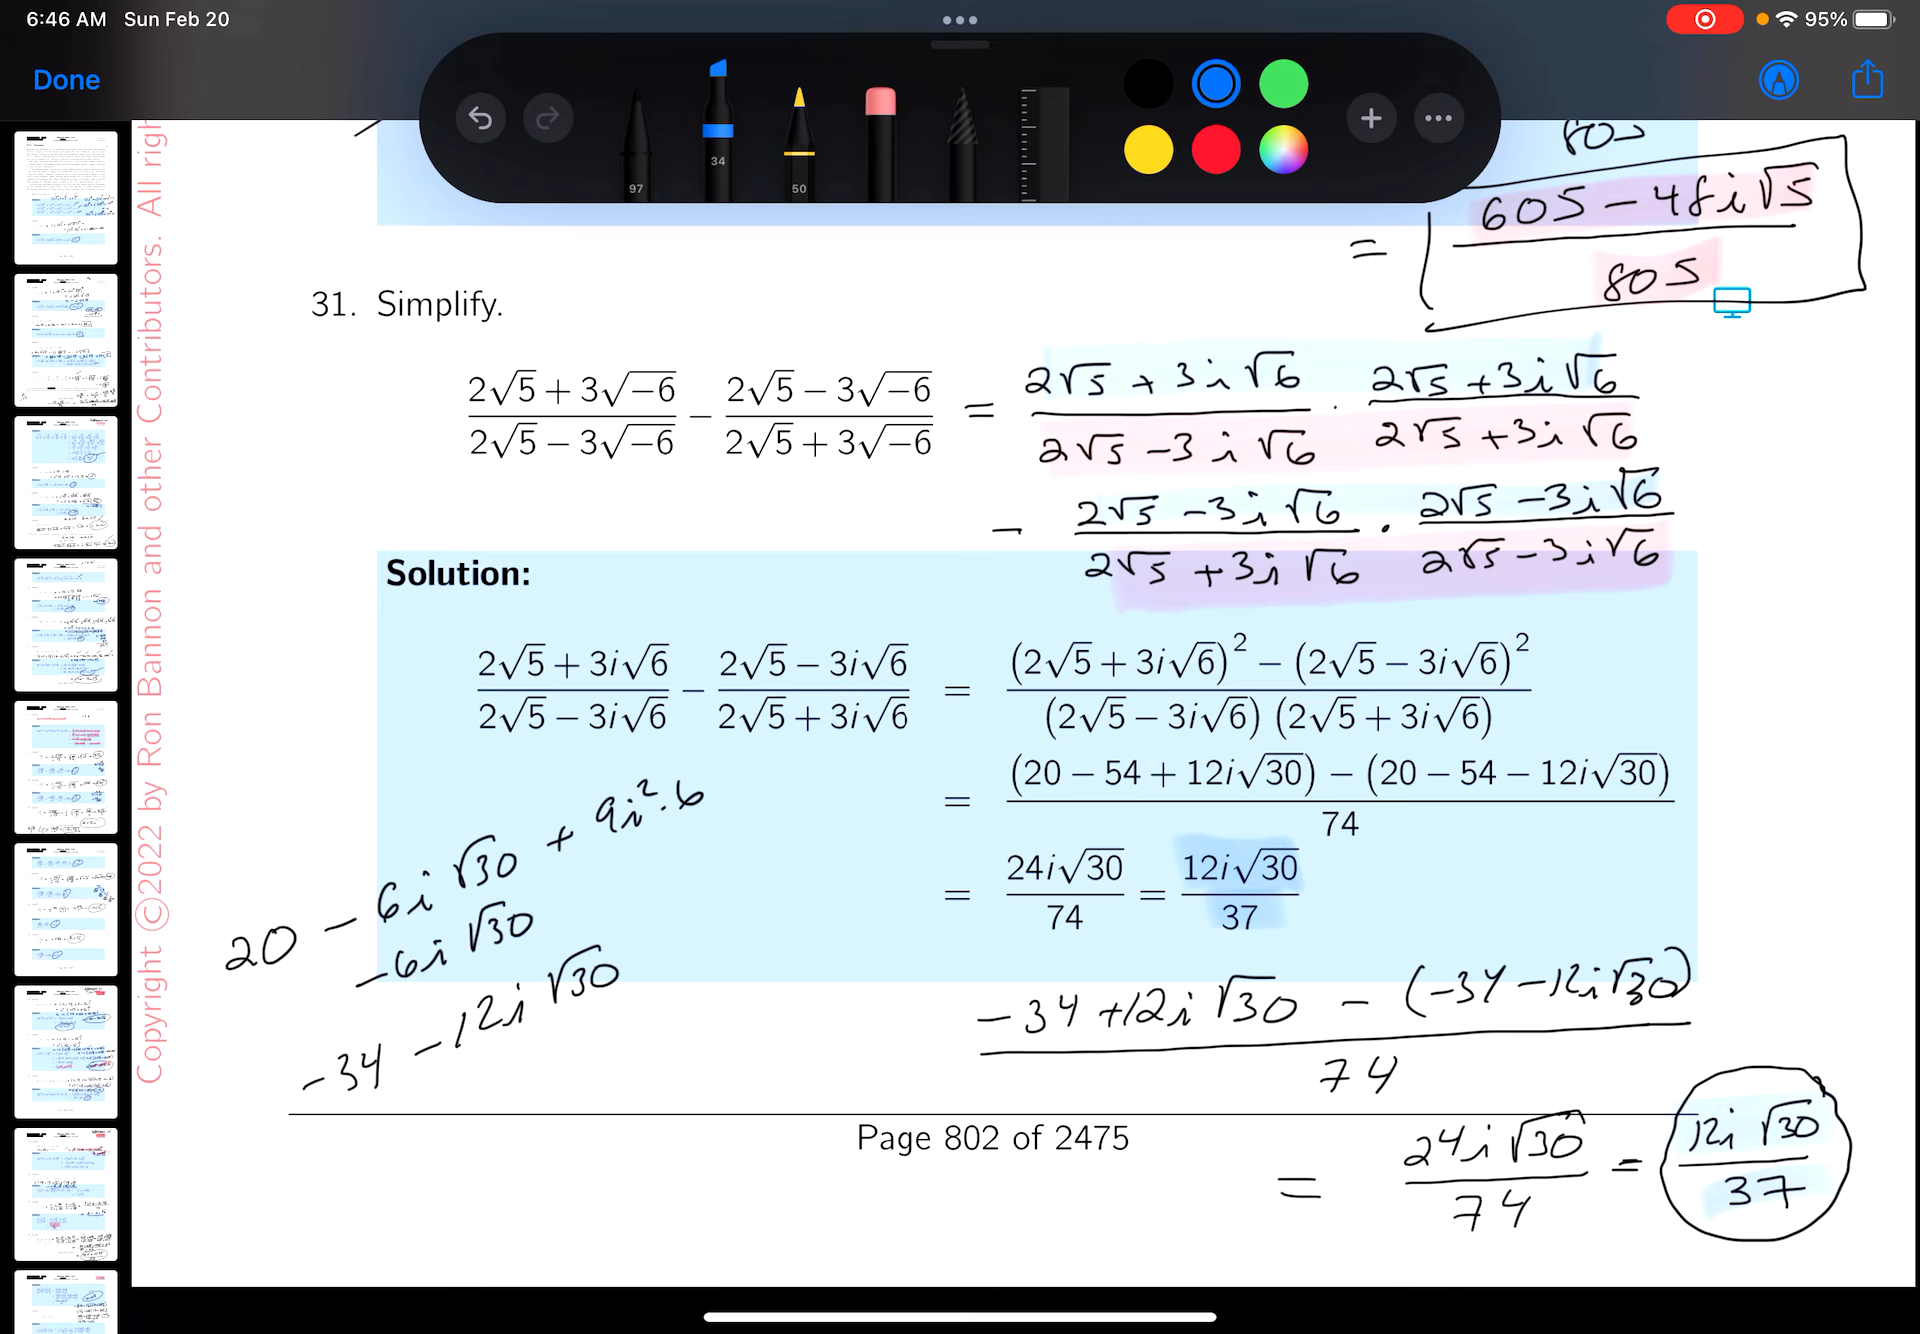 6:46 AM Sun Feb 20
95%
Done
97
34
50
Copyright ©2022 by Ron Bannon and other Contributors. All righ
805
= 605 − 48i√5 / 805
31. Simplify.
(2√5 + 3√−6)/(2√5 − 3√−6) − (2√5 − 3√−6)/(2√5 + 3√−6) = (2√5 + 3i√6)/(2√5 − 3i√6) · (2√5 + 3i√6)/(2√5 + 3i√6)
− (2√5 − 3i√6)/(2√5 + 3i√6) · (2√5 − 3i√6)/(2√5 − 3i√6)
Solution:
(2√5 + 3i√6)/(2√5 − 3i√6) − (2√5 − 3i√6)/(2√5 + 3i√6) = ((2√5 + 3i√6)² − (2√5 − 3i√6)²)/((2√5 − 3i√6) (2√5 + 3i√6))
= ((20 − 54 + 12i√30) − (20 − 54 − 12i√30))/74
= 24i√30/74 = 12i√30/37
20 − 6i√30 + 9i²·6
−6i√30
−34 − 12i√30
(−34 + 12i√30 − (−34 − 12i√30))/74
Page 802 of 2475
= 24i√30/74 = 12i√30/37